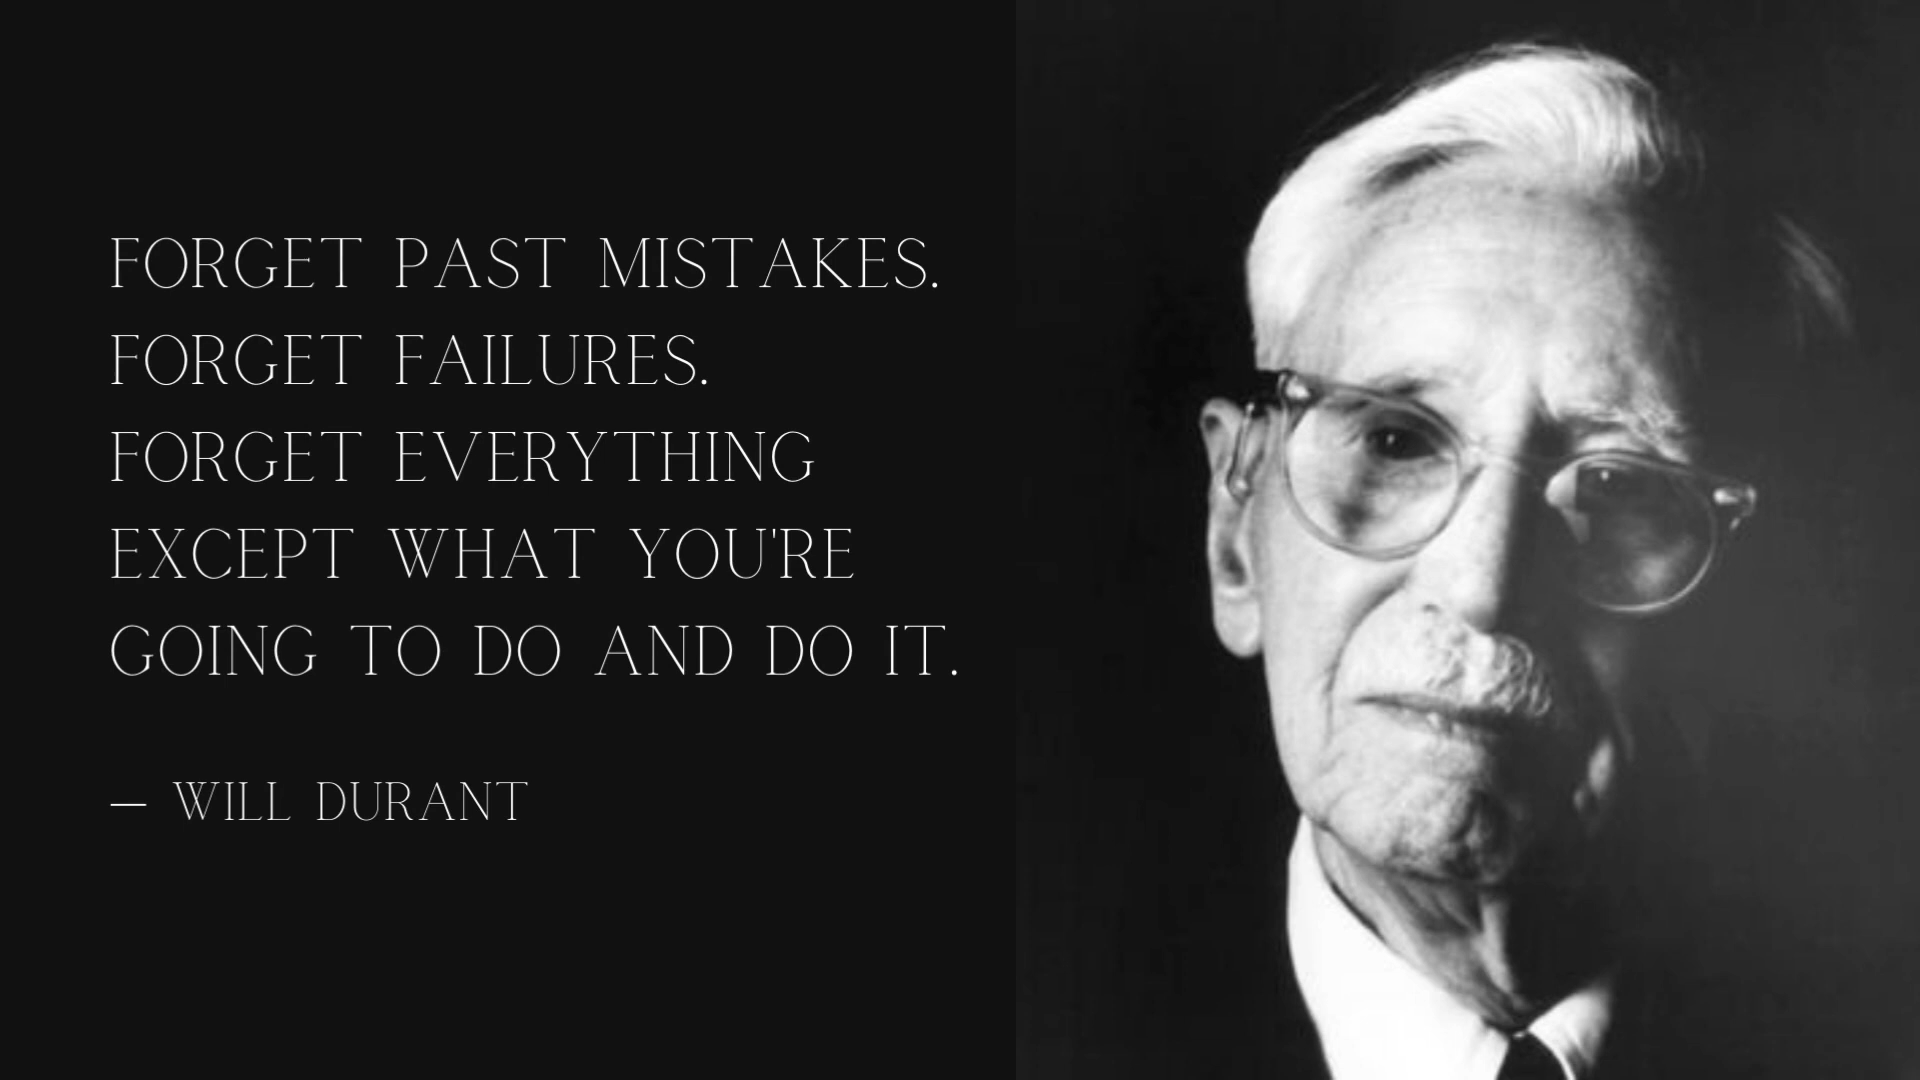 FORGET PAST MISTAKES.
FORGET FAILURES.
FORGET EVERYTHING
EXCEPT WHAT YOU'RE
GOING TO DO AND DO IT.
— WILL DURANT